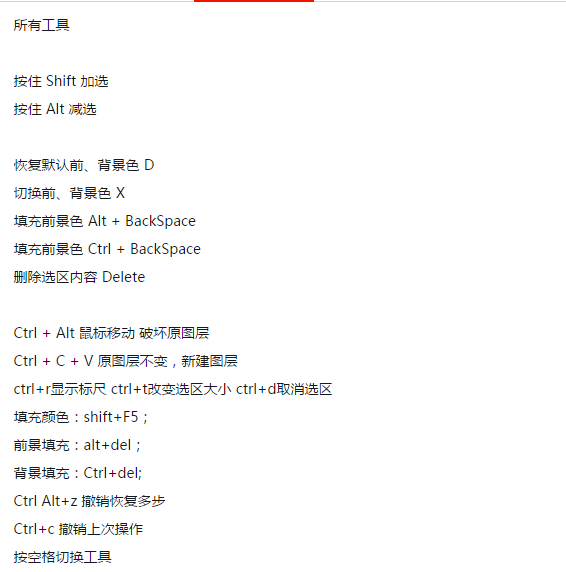 所有工具
按住 Shift 加选
按住 Alt 减选
恢复默认前、背景色 D
切换前、背景色 X
填充前景色 Alt + BackSpace
填充前景色 Ctrl + BackSpace
删除选区内容 Delete
Ctrl + Alt 鼠标移动 破坏原图层
Ctrl + C + V 原图层不变，新建图层
ctrl+r显示标尺 ctrl+t改变选区大小 ctrl+d取消选区
填充颜色：shift+F5；
前景填充：alt+del；
背景填充：Ctrl+del;
Ctrl Alt+z 撤销恢复多步
Ctrl+c 撤销上次操作
按空格切换工具